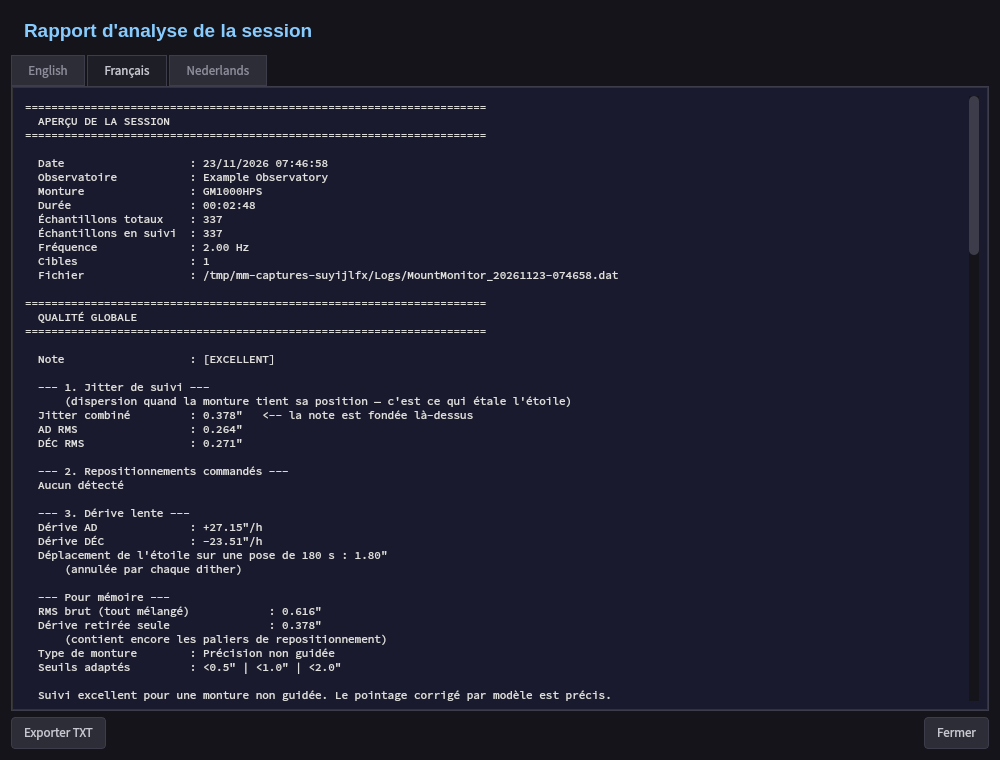 Rapport d'analyse de la session
English Français Nederlands
======================================================================
APERÇU DE LA SESSION
======================================================================
Date : 23/11/2026 07:46:58
Observatoire : Example Observatory
Monture : GM1000HPS
Durée : 00:02:48
Échantillons totaux : 337
Échantillons en suivi : 337
Fréquence : 2.00 Hz
Cibles : 1
Fichier : /tmp/mm-captures-suyijlfx/Logs/MountMonitor_20261123-074658.dat
======================================================================
QUALITÉ GLOBALE
======================================================================
Note : [EXCELLENT]
--- 1. Jitter de suivi ---
(dispersion quand la monture tient sa position — c'est ce qui étale l'étoile)
Jitter combiné : 0.378" <-- la note est fondée là-dessus
AD RMS : 0.264"
DÉC RMS : 0.271"
--- 2. Repositionnements commandés ---
Aucun détecté
--- 3. Dérive lente ---
Dérive AD : +27.15"/h
Dérive DÉC : -23.51"/h
Déplacement de l'étoile sur une pose de 180 s : 1.80"
(annulée par chaque dither)
--- Pour mémoire ---
RMS brut (tout mélangé) : 0.616"
Dérive retirée seule : 0.378"
(contient encore les paliers de repositionnement)
Type de monture : Précision non guidée
Seuils adaptés : <0.5" | <1.0" | <2.0"
Suivi excellent pour une monture non guidée. Le pointage corrigé par modèle est précis.
Exporter TXT Fermer